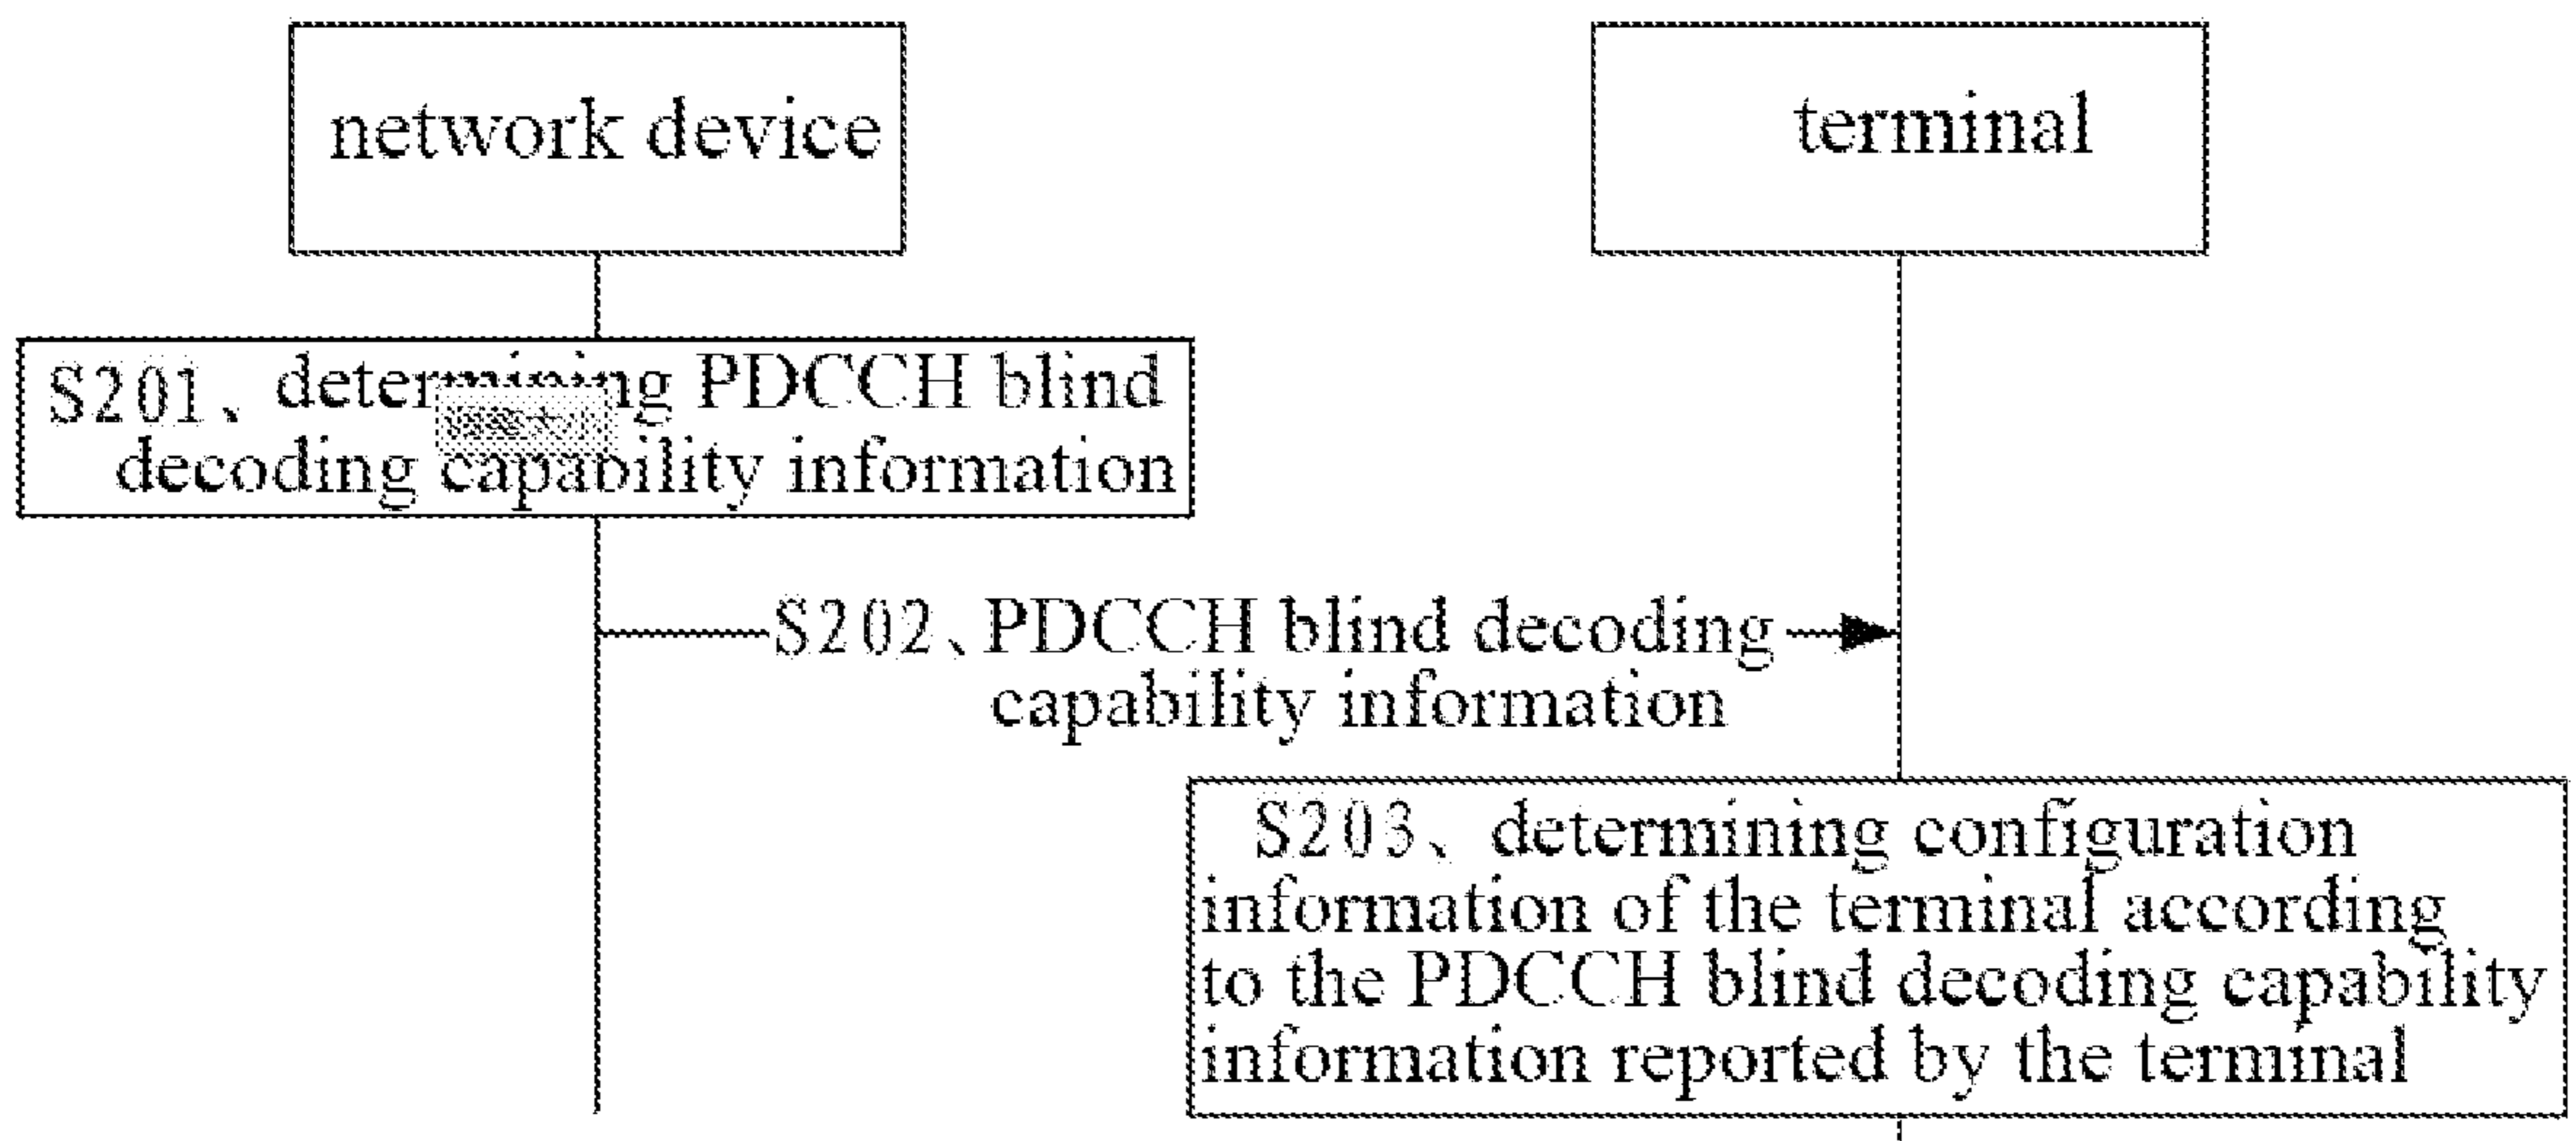 network device
terminal
S201、determining PDCCH blind
decoding capability information
S202、PDCCH blind decoding
capability information
S203、determining configuration
information of the terminal according
to the PDCCH blind decoding capability
information reported by the terminal